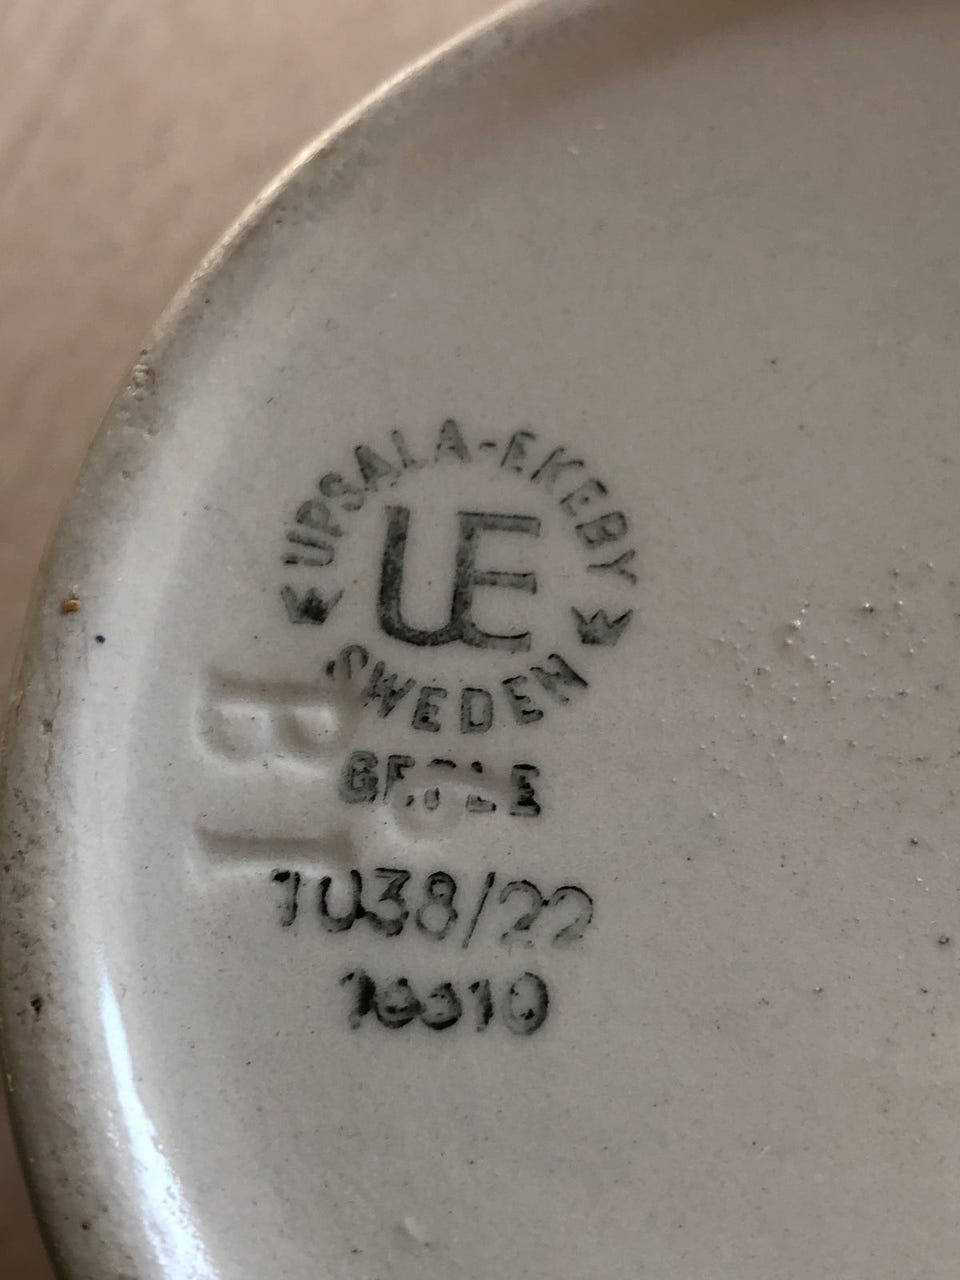 UPSALA-EKEBY
UE
SWEDEN
GEFLE
1038/22